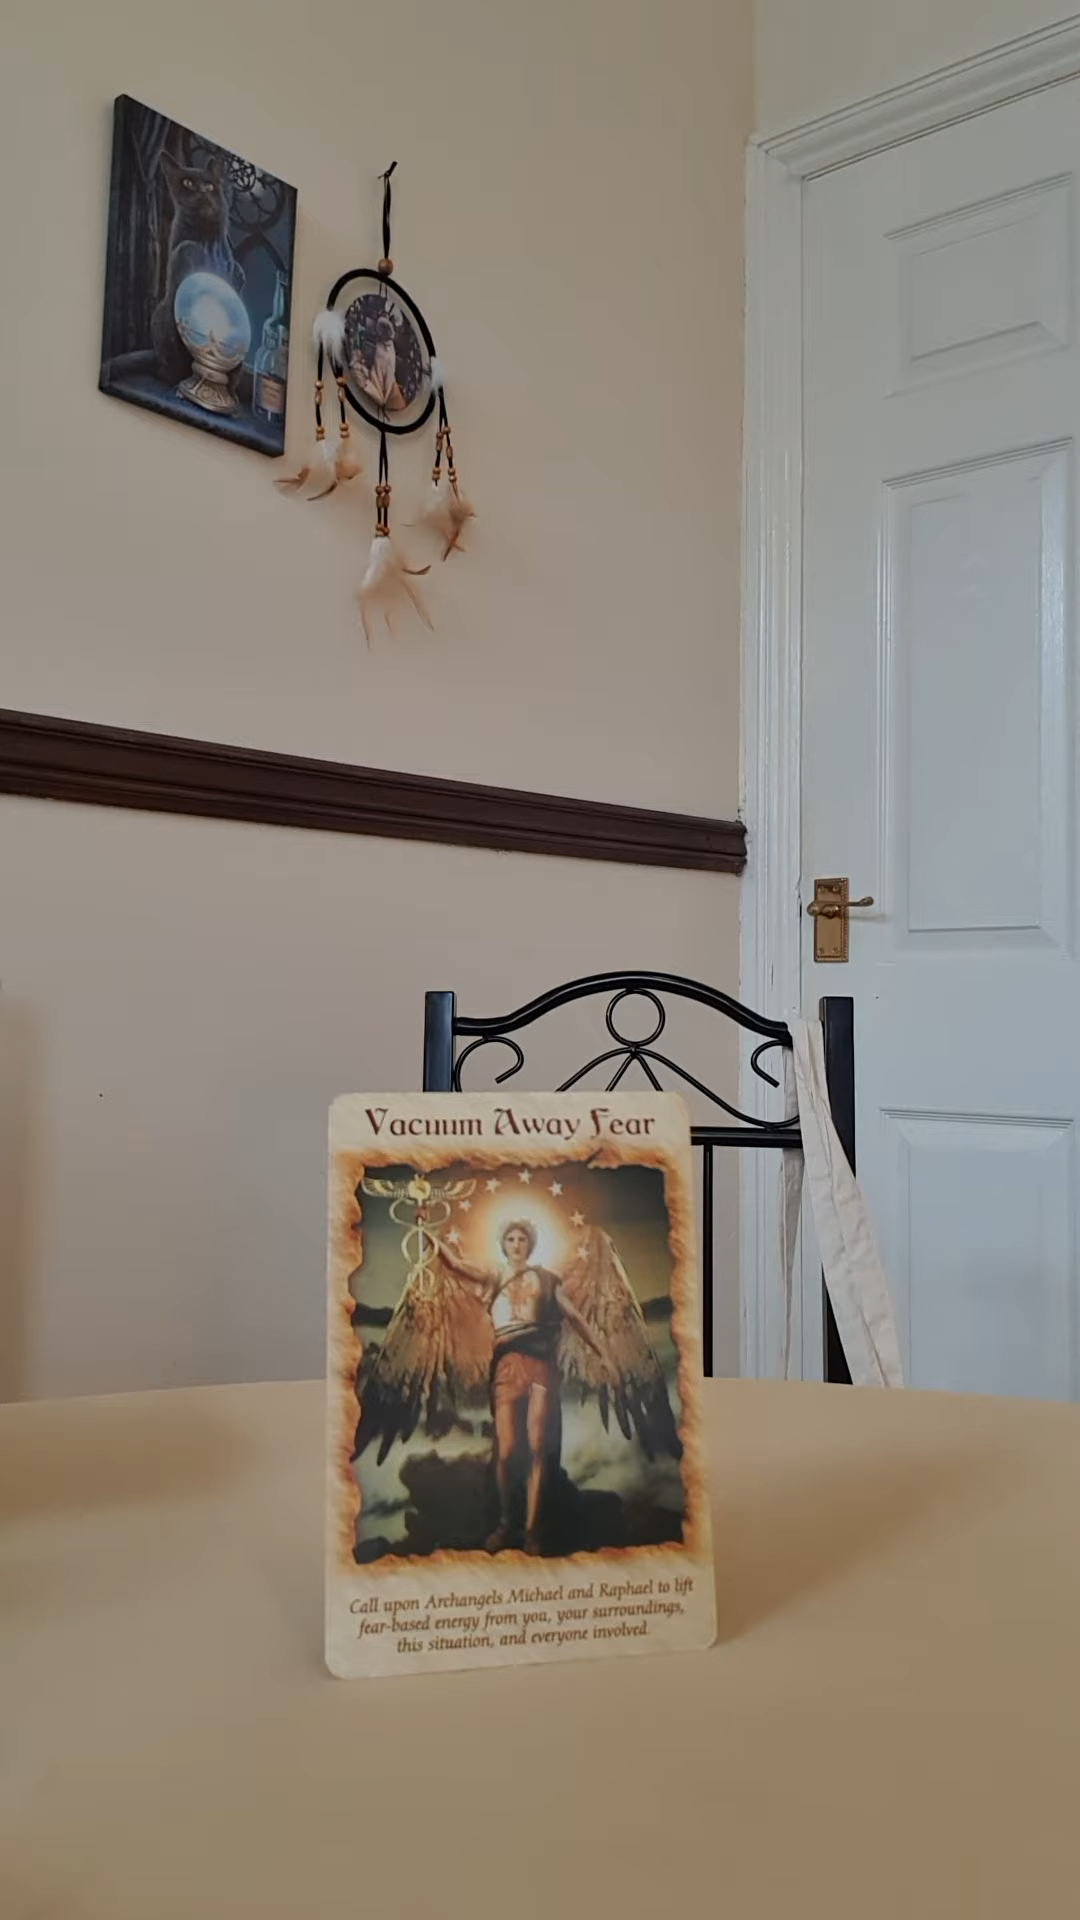 Vacuum Away Fear
Call upon Archangels Michael and Raphael to lift
fear-based energy from you, your surroundings,
this situation, and everyone involved.